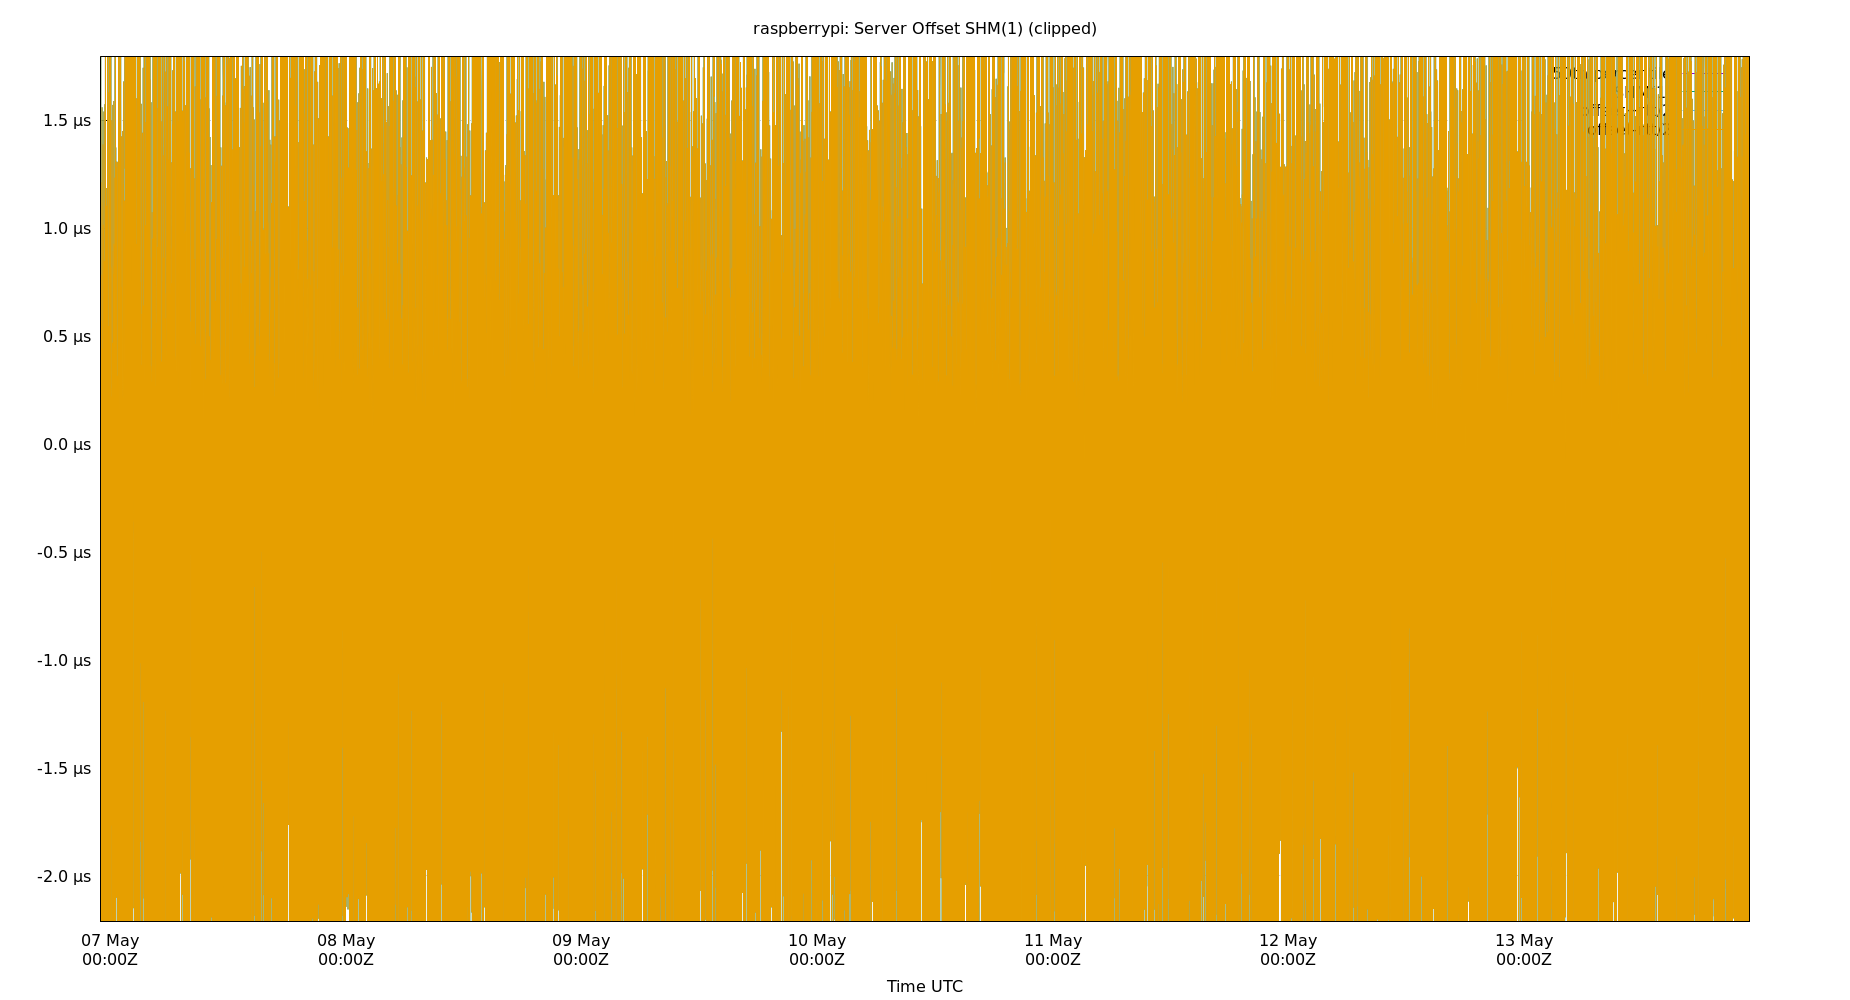 raspberrypi: Server Offset SHM(1) (clipped)
1.5 µs
1.0 µs
0.5 µs
0.0 µs
-0.5 µs
-1.0 µs
-1.5 µs
-2.0 µs
07 May 08 May 09 May 10 May 11 May 12 May 13 May
00:00Z 00:00Z 00:00Z 00:00Z 00:00Z 00:00Z 00:00Z
Time UTC